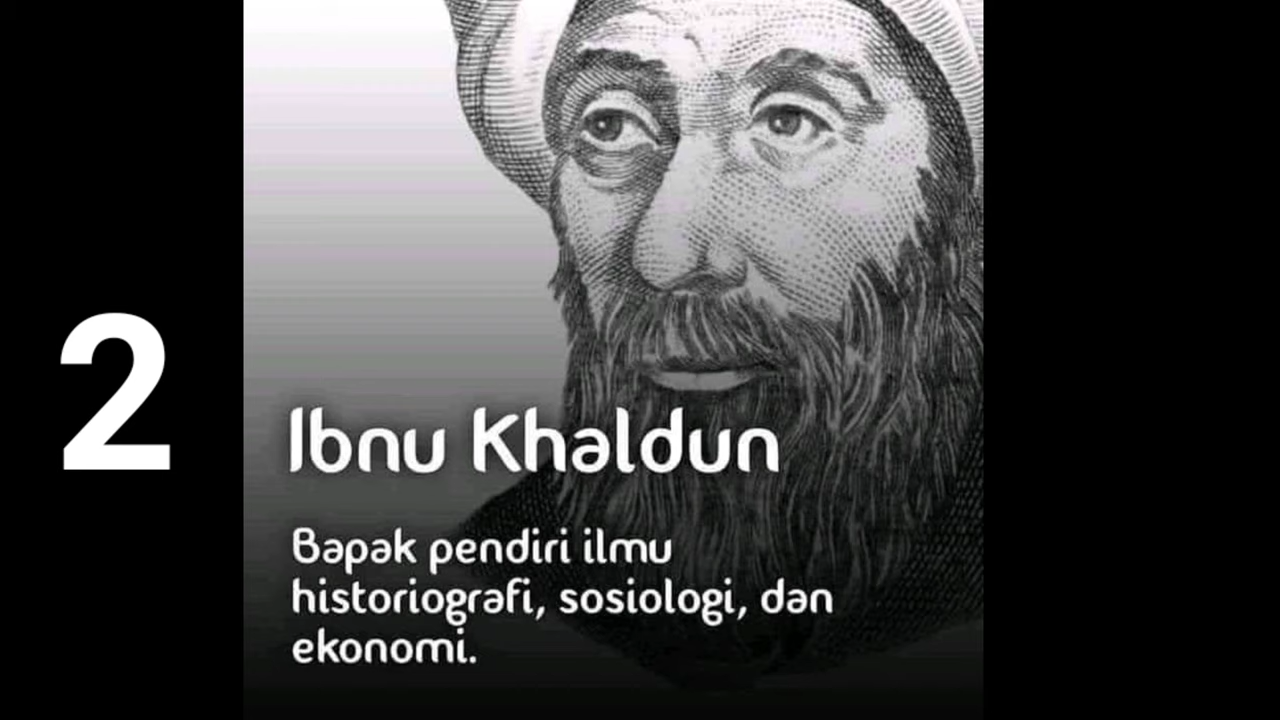 2
Ibnu Khaldun
Bapak pendiri ilmu
historiografi, sosiologi, dan
ekonomi.